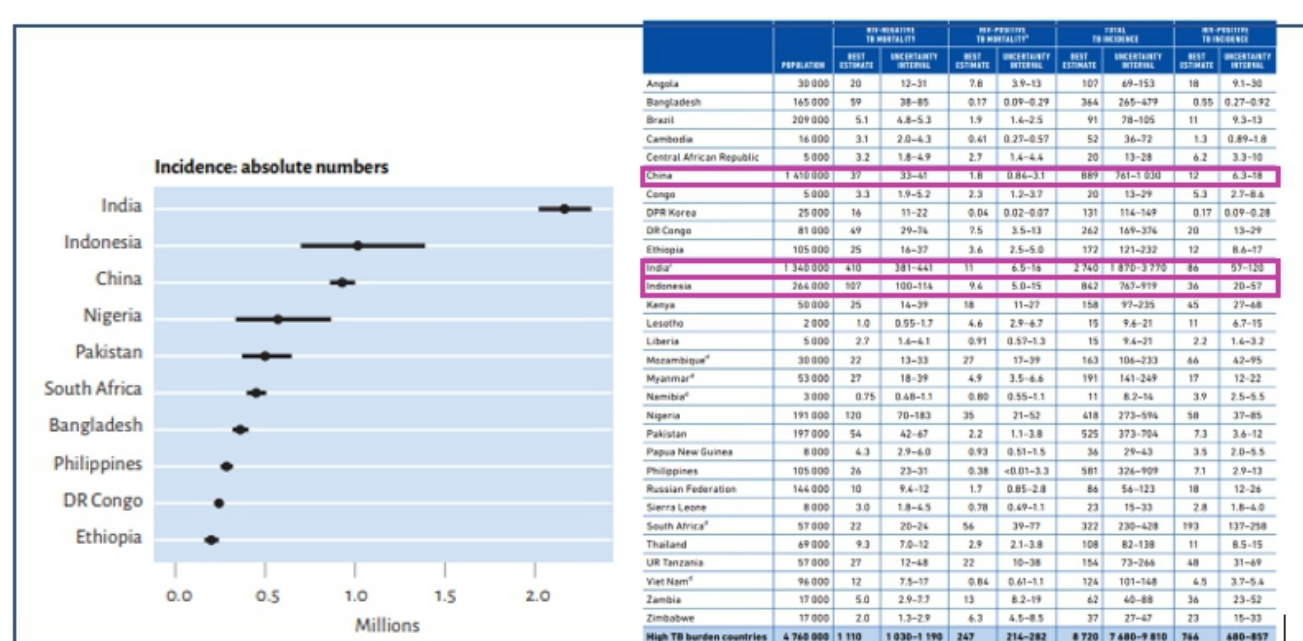 Incidence: absolute numbers
India
Indonesia
China
Nigeria
Pakistan
South Africa
Bangladesh
Philippines
DR Congo
Ethiopia
0.0 0.5 1.0 1.5 2.0
Millions
HIV-NEGATIVE TB MORTALITY HIV-POSITIVE TB MORTALITYᵇ TOTAL TB INCIDENCE HIV-POSITIVE TB INCIDENCE
POPULATION BEST ESTIMATE UNCERTAINTY INTERVAL BEST ESTIMATE UNCERTAINTY INTERVAL BEST ESTIMATE UNCERTAINTY INTERVAL BEST ESTIMATE UNCERTAINTY INTERVAL
Angola 30 000 20 12–31 7.8 3.9–13 107 69–153 18 9.1–30
Bangladesh 165 000 59 38–85 0.17 0.09–0.29 364 265–479 0.55 0.27–0.92
Brazil 209 000 5.1 4.8–5.3 1.9 1.4–2.5 91 78–105 11 9.3–13
Cambodia 16 000 3.1 2.0–4.3 0.41 0.27–0.57 52 36–72 1.3 0.89–1.8
Central African Republic 5 000 3.2 1.8–4.9 2.7 1.4–4.4 20 13–28 6.2 3.3–10
China 1 410 000 37 33–41 1.8 0.84–3.1 889 761–1 030 12 6.3–18
Congo 5 000 3.3 1.9–5.2 2.3 1.2–3.7 20 13–29 5.3 2.7–8.6
DPR Korea 25 000 16 11–22 0.04 0.02–0.07 131 114–149 0.17 0.09–0.28
DR Congo 81 000 49 29–74 7.5 3.5–13 262 169–374 20 13–29
Ethiopia 105 000 25 16–37 3.6 2.5–5.0 172 121–232 12 8.6–17
Indiaᶜ 1 340 000 410 381–441 11 6.5–16 2 740 1 870–3 770 86 57–120
Indonesia 264 000 107 100–114 9.4 5.0–15 842 767–919 36 20–57
Kenya 50 000 25 14–39 18 11–27 158 97–235 45 27–68
Lesotho 2 000 1.0 0.55–1.7 4.6 2.9–6.7 15 9.6–21 11 6.7–15
Liberia 5 000 2.7 1.6–4.1 0.91 0.57–1.3 15 9.4–21 2.2 1.4–3.2
Mozambiqueᵈ 30 000 22 13–33 27 17–39 163 106–233 66 42–95
Myanmarᵈ 53 000 27 18–39 4.9 3.5–6.6 191 141–249 17 12–22
Namibiaᵈ 3 000 0.75 0.48–1.1 0.80 0.55–1.1 11 8.2–14 3.9 2.5–5.5
Nigeria 191 000 120 70–183 35 21–52 418 273–594 58 37–85
Pakistan 197 000 54 42–67 2.2 1.1–3.8 525 373–704 7.3 3.6–12
Papua New Guinea 8 000 4.3 2.9–6.0 0.93 0.51–1.5 36 29–43 3.5 2.0–5.5
Philippines 105 000 26 23–31 0.38 <0.01–3.3 581 326–909 7.1 2.9–13
Russian Federation 144 000 10 9.4–12 1.7 0.85–2.8 86 56–123 18 12–26
Sierra Leone 8 000 3.0 1.8–4.5 0.78 0.49–1.1 23 15–33 2.8 1.8–4.0
South Africaᵈ 57 000 22 20–24 56 39–77 322 230–428 193 137–258
Thailand 69 000 9.3 7.0–12 2.9 2.1–3.8 108 82–138 11 8.5–15
UR Tanzania 57 000 27 12–48 22 10–38 154 73–266 48 31–69
Viet Namᵈ 96 000 12 7.5–17 0.84 0.61–1.1 124 101–148 4.5 3.7–5.4
Zambia 17 000 5.0 2.9–7.7 13 8.2–19 62 40–88 36 23–52
Zimbabwe 17 000 2.0 1.3–2.9 6.3 4.5–8.5 37 27–47 23 15–33
High TB burden countries 4 760 000 1 110 1 030–1 190 247 214–282 8 720 7 680–9 810 766 680–857